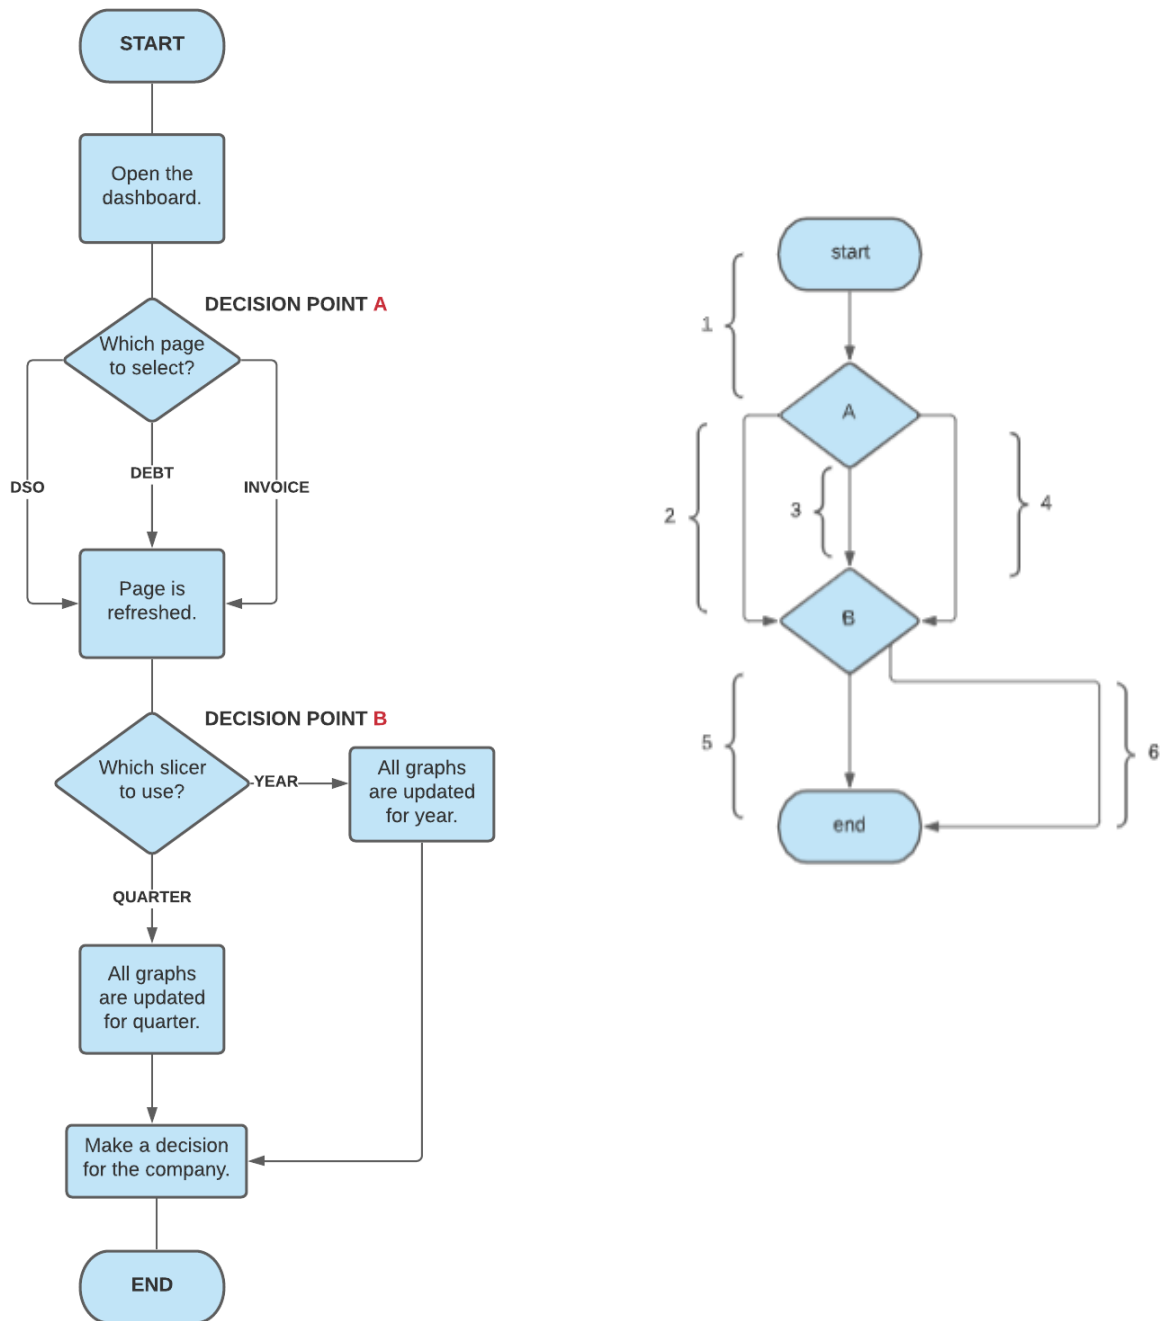 START
Open the
dashboard.
DECISION POINT A
Which page
to select?
DSO
DEBT
INVOICE
Page is
refreshed.
DECISION POINT B
Which slicer
to use?
YEAR
All graphs
are updated
for year.
QUARTER
All graphs
are updated
for quarter.
Make a decision
for the company.
END
start
1
A
2
3
4
B
5
6
end